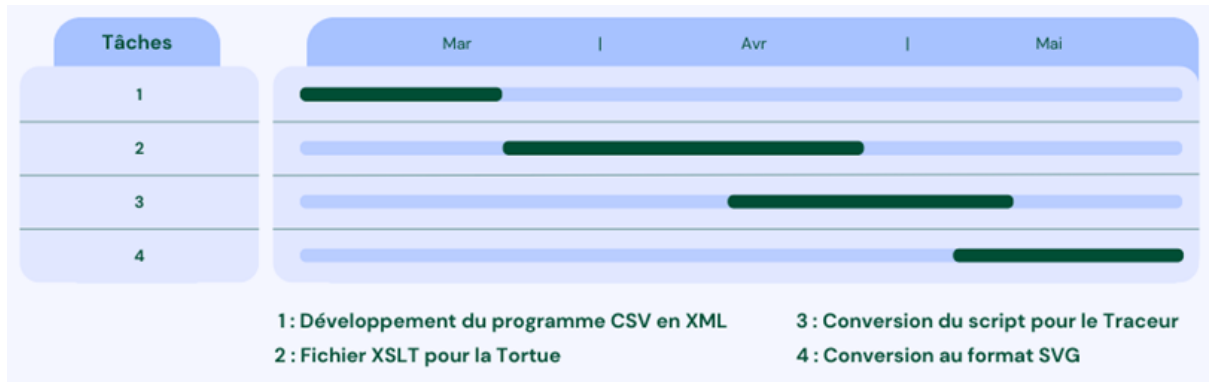 Tâches Mar | Avr | Mai
1
2
3
4
1 : Développement du programme CSV en XML 3 : Conversion du script pour le Traceur
2 : Fichier XSLT pour la Tortue 4 : Conversion au format SVG